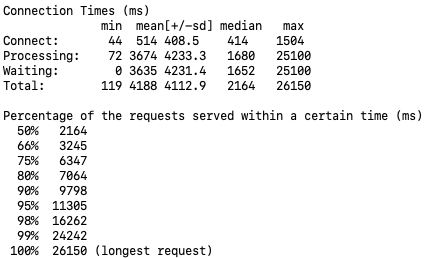 Connection Times (ms)
              min  mean[+/-sd] median   max
Connect:       44  514 408.5    414    1504
Processing:    72 3674 4233.3   1680   25100
Waiting:        0 3635 4231.4   1652   25100
Total:        119 4188 4112.9   2164   26150
Percentage of the requests served within a certain time (ms)
  50%   2164
  66%   3245
  75%   6347
  80%   7064
  90%   9798
  95%  11305
  98%  16262
  99%  24242
 100%  26150 (longest request)